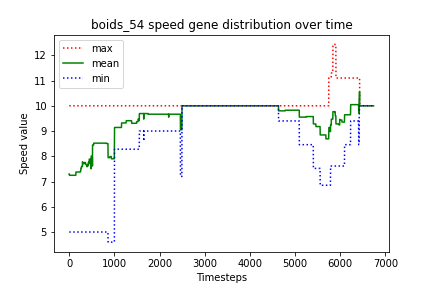 boids_54 speed gene distribution over time
max
mean
min
Speed value
12
11
10
9
8
7
6
5
0
1000
2000
3000
4000
5000
6000
7000
Timesteps